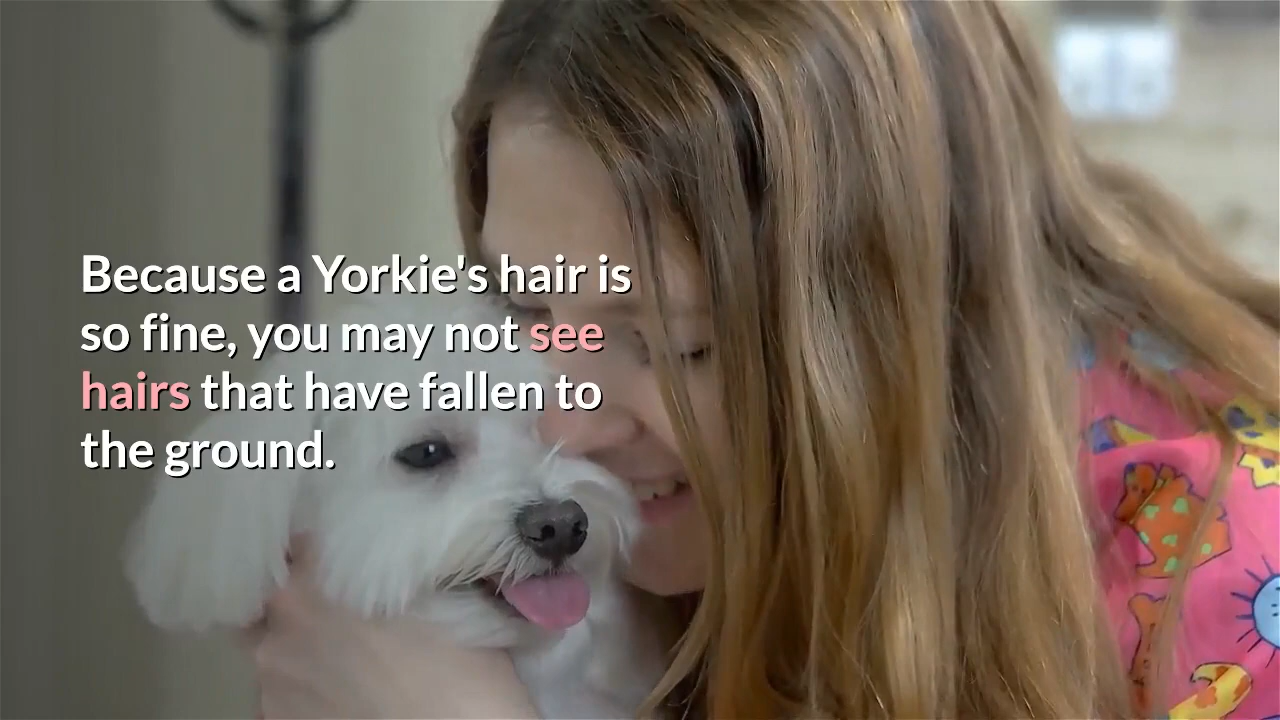 Because a Yorkie's hair is
so fine, you may not see
hairs that have fallen to
the ground.